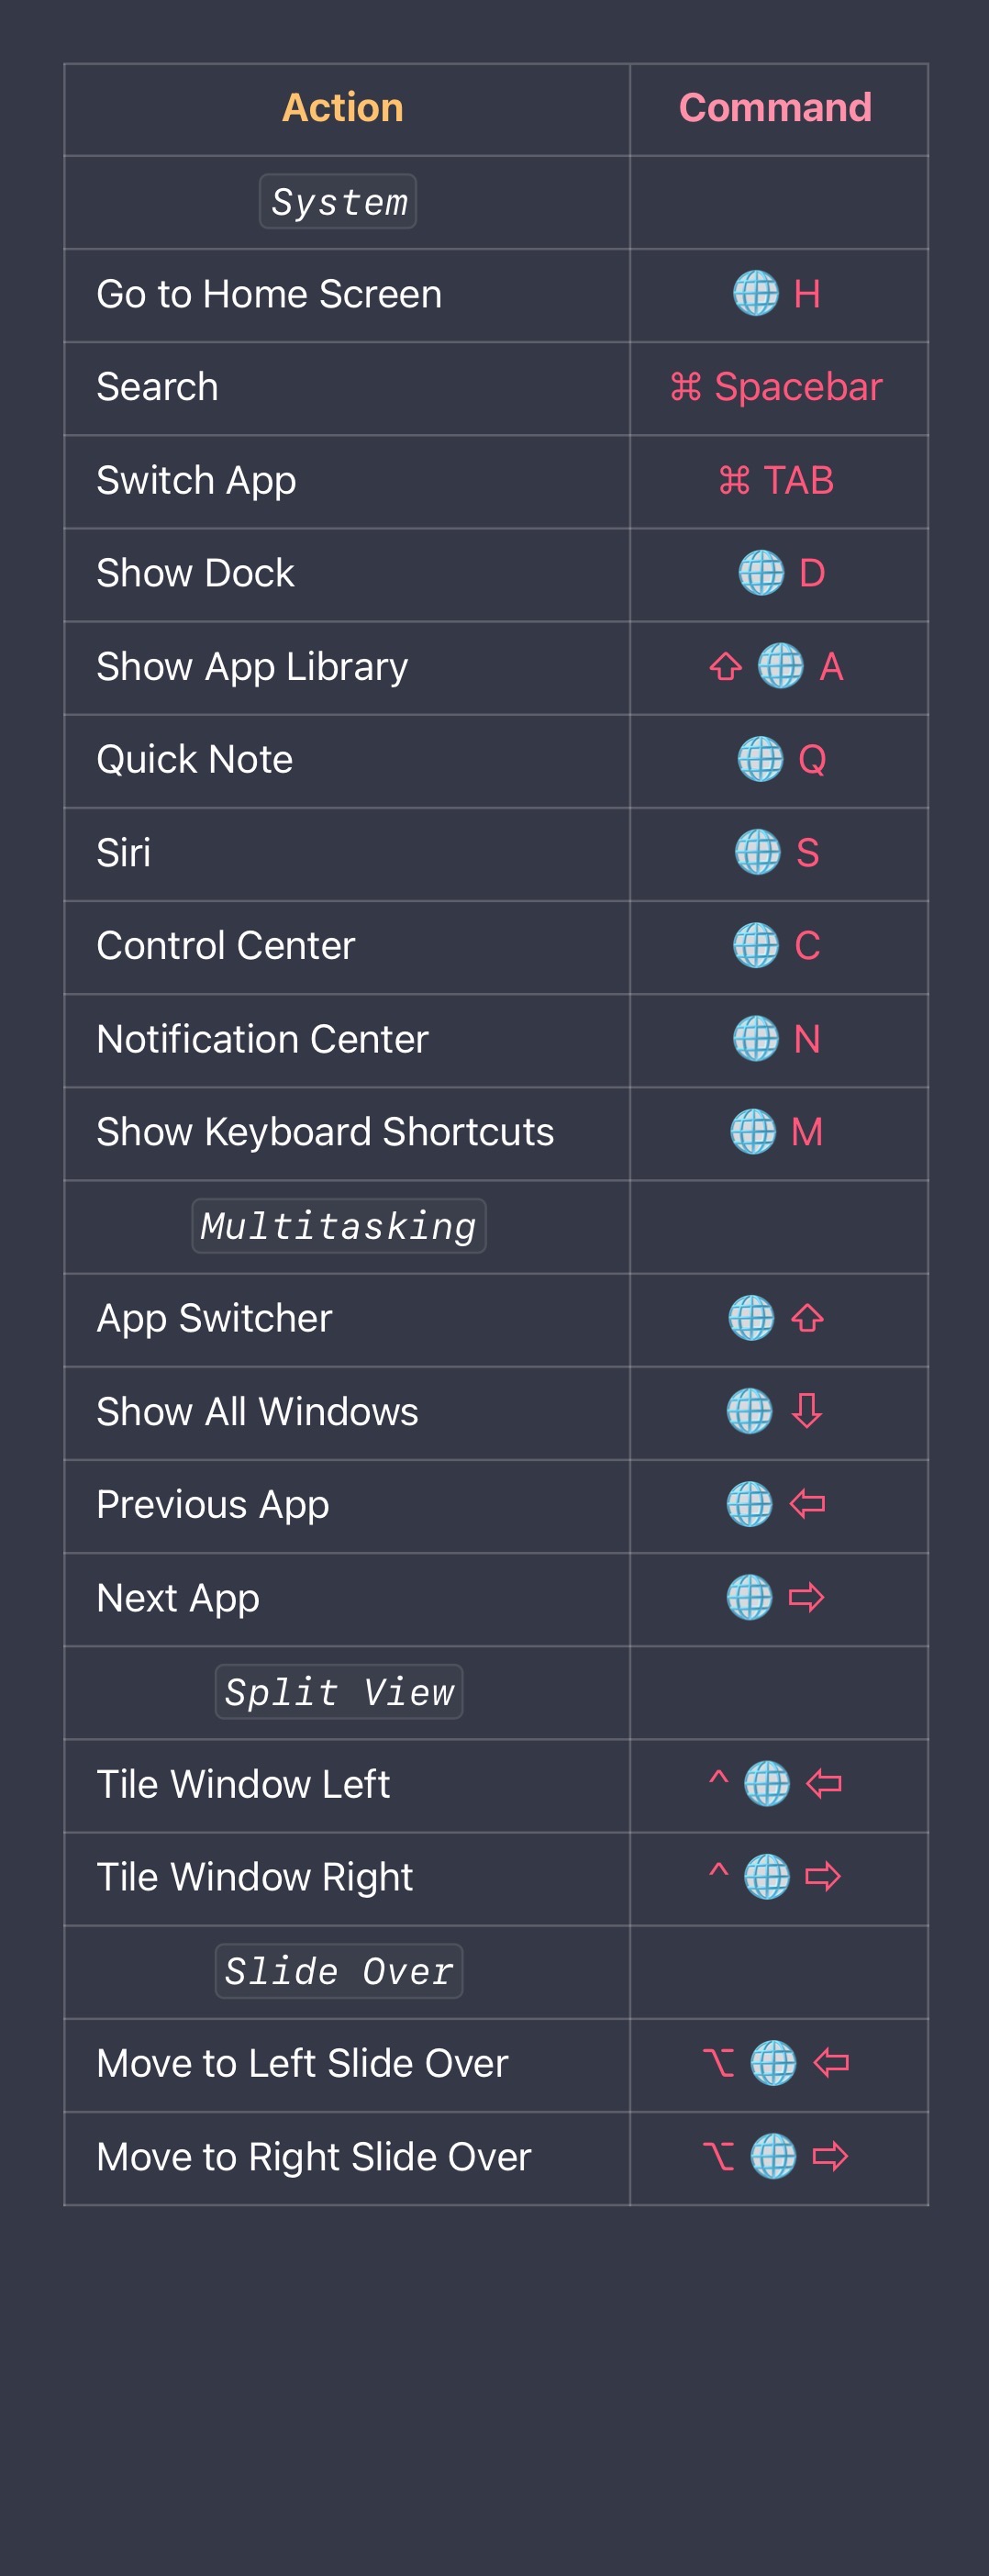 Action Command
System
Go to Home Screen 🌐 H
Search ⌘ Spacebar
Switch App ⌘ TAB
Show Dock 🌐 D
Show App Library ⇧ 🌐 A
Quick Note 🌐 Q
Siri 🌐 S
Control Center 🌐 C
Notification Center 🌐 N
Show Keyboard Shortcuts 🌐 M
Multitasking
App Switcher 🌐 ⇧
Show All Windows 🌐 ⇩
Previous App 🌐 ⇦
Next App 🌐 ⇨
Split View
Tile Window Left ^ 🌐 ⇦
Tile Window Right ^ 🌐 ⇨
Slide Over
Move to Left Slide Over ⌥ 🌐 ⇦
Move to Right Slide Over ⌥ 🌐 ⇨